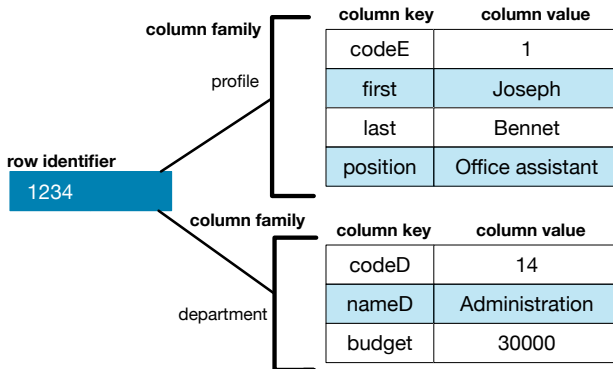 column key column value
column family
codeE 1
profile
first Joseph
last Bennet
row identifier
position Office assistant
1234
column family
column key column value
codeD 14
nameD Administration
department
budget 30000